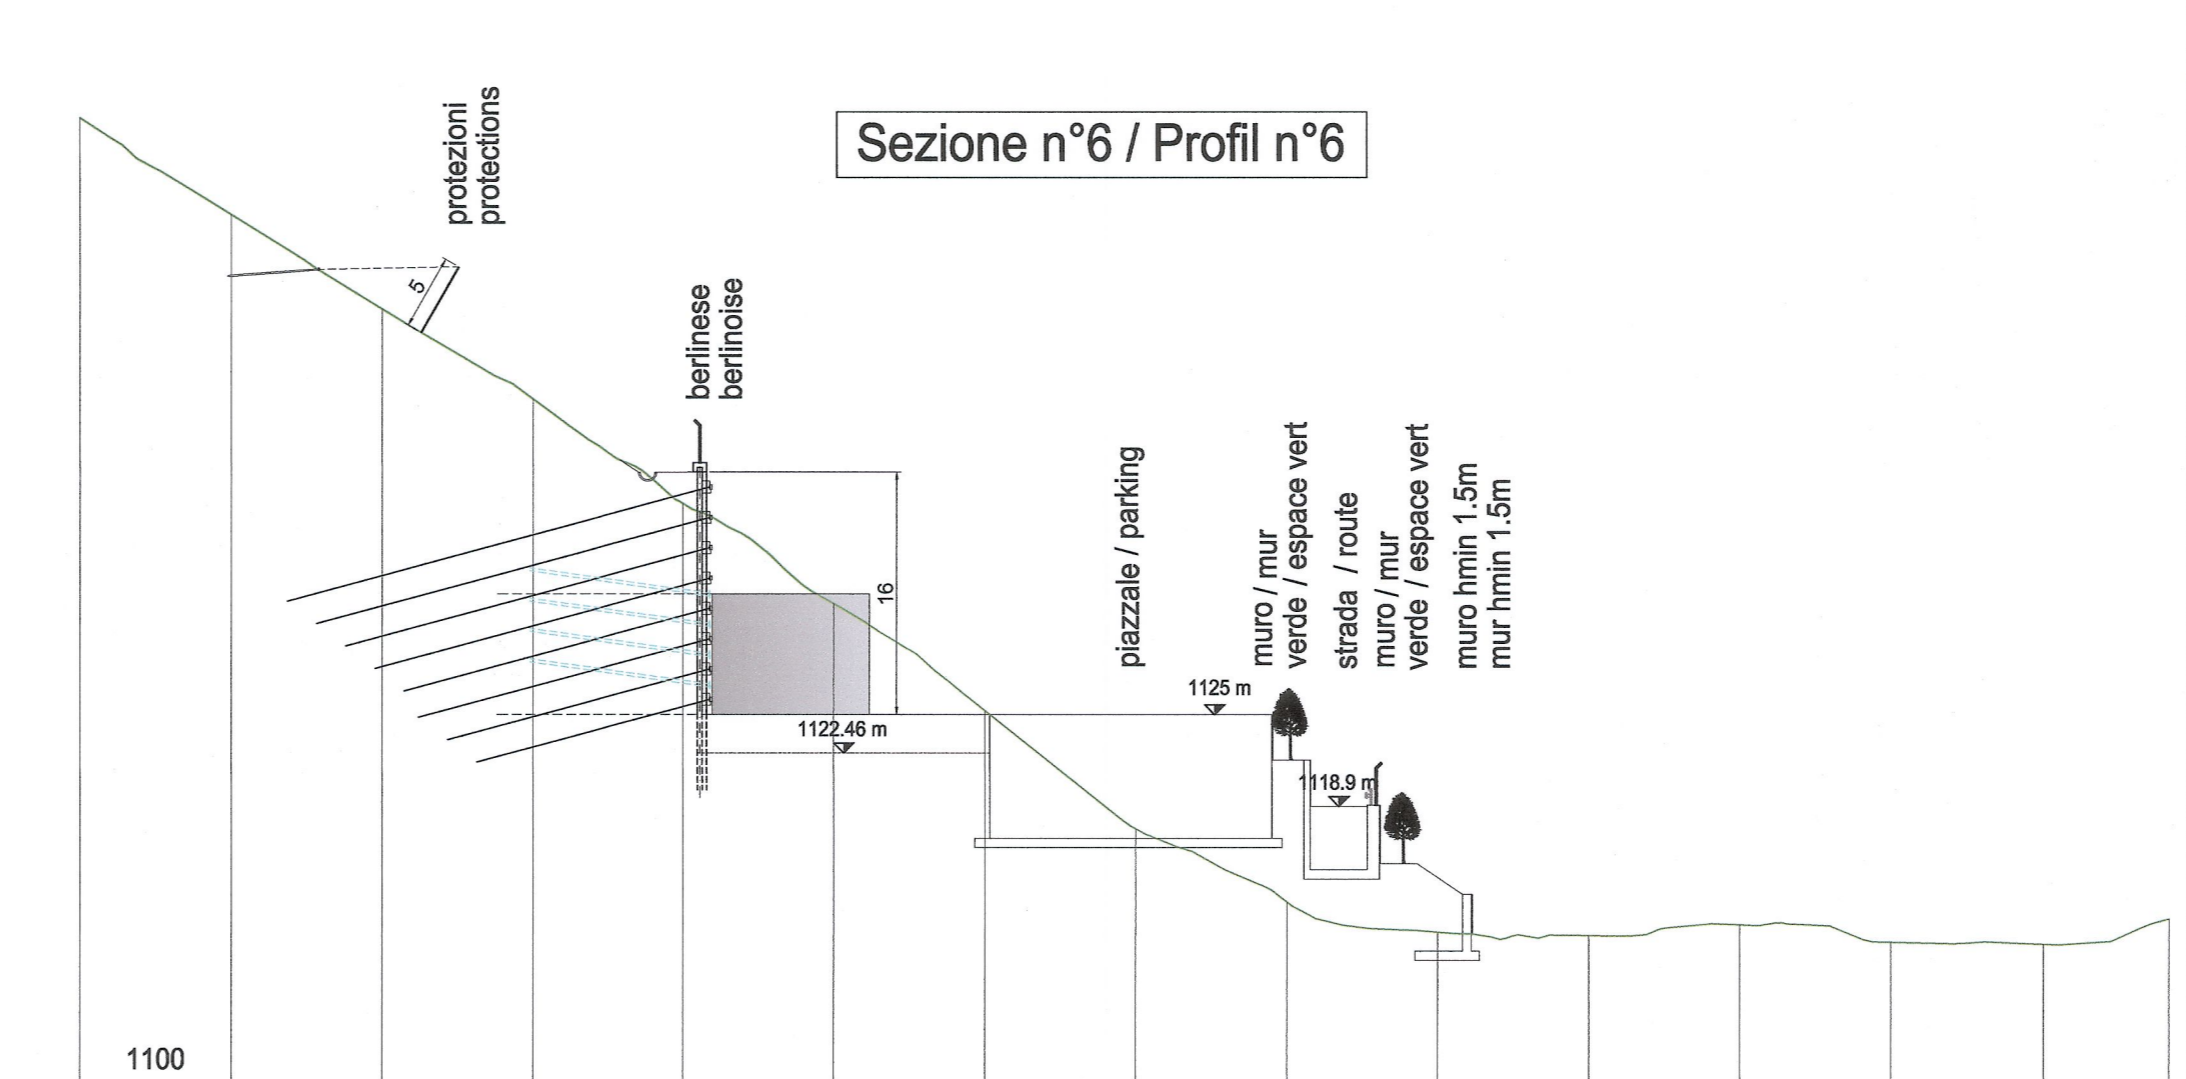 Sezione n°6 / Profil n°6
protezioni
protections
5
berlinese
berlinoise
16
piazzale / parking
muro / mur
verde / espace vert
strada / route
muro / mur
verde / espace vert
muro hmin 1.5m
mur hmin 1.5m
1125 m
1122.46 m
1118.9 m
1100